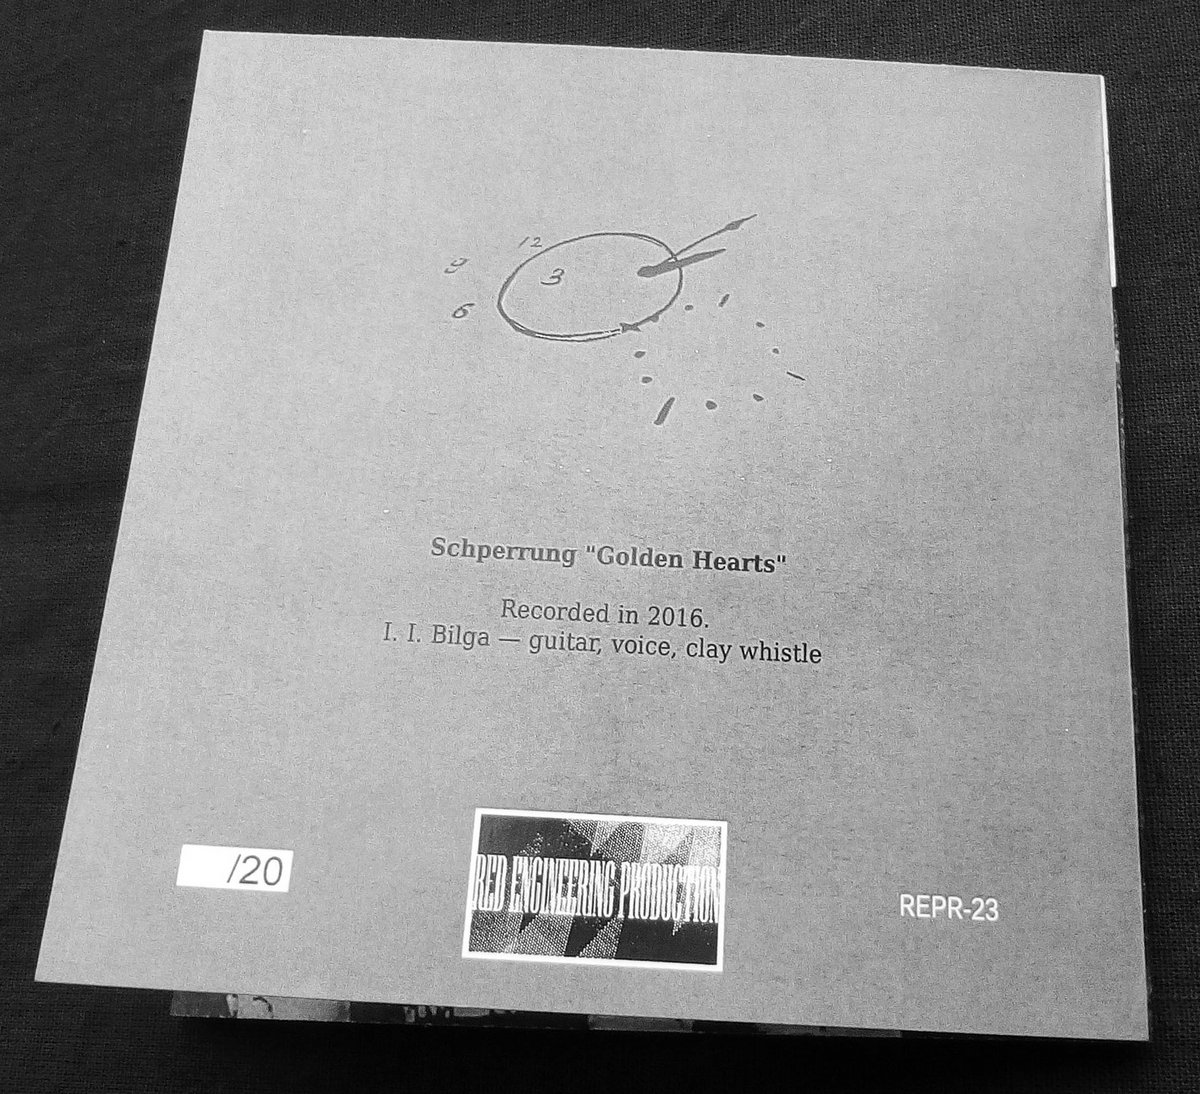 12
9
3
6
Schperrung "Golden Hearts"
Recorded in 2016.
I. I. Bilga — guitar, voice, clay whistle
/20
RED ENGINEERING PRODUCTION
REPR-23